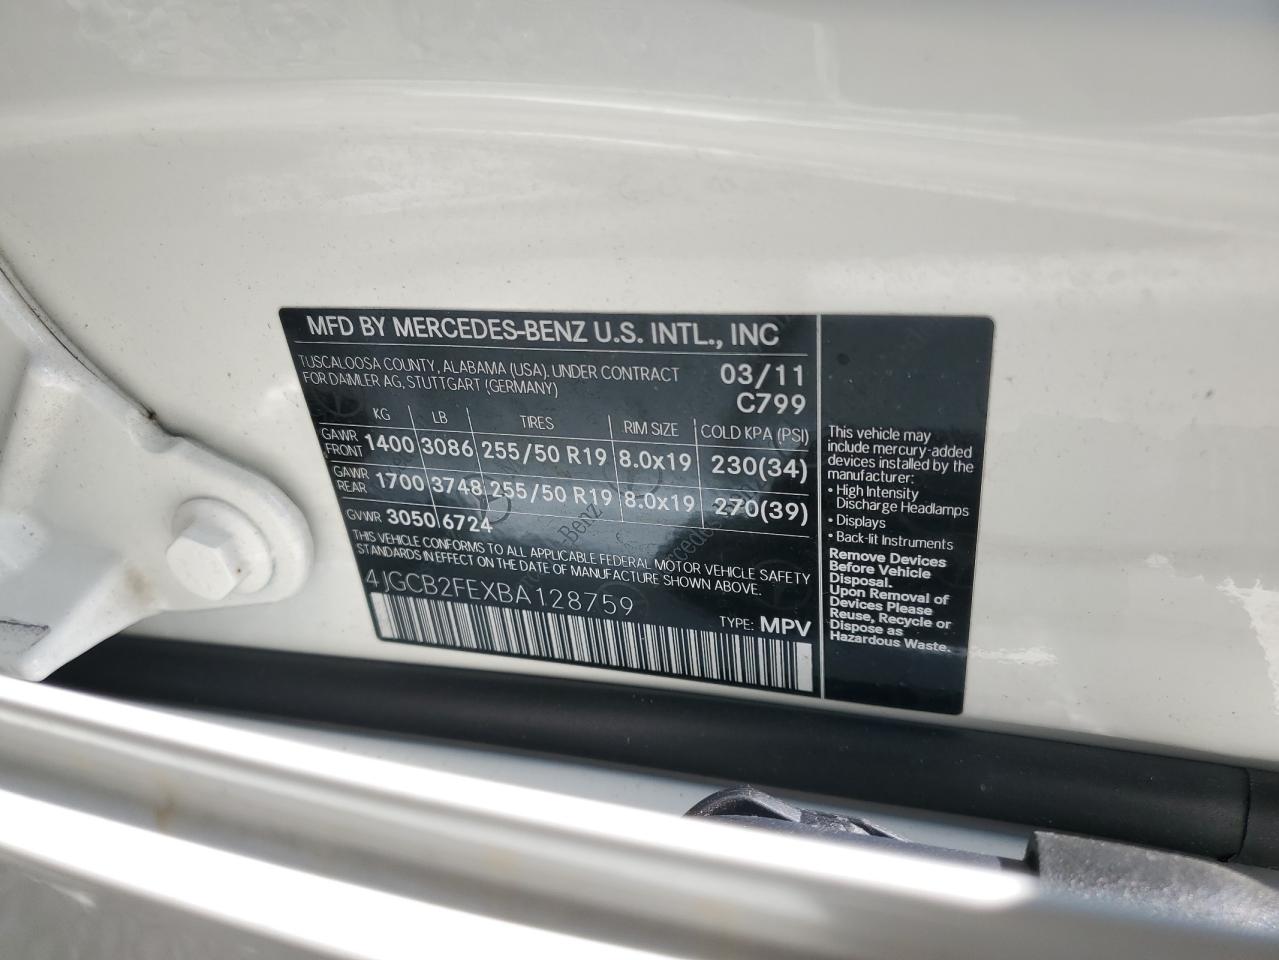 MFD BY MERCEDES-BENZ U.S. INTL., INC
TUSCALOOSA COUNTY, ALABAMA (USA). UNDER CONTRACT
FOR DAIMLER AG, STUTTGART (GERMANY)
03/11
C799
KG LB TIRES RIM SIZE COLD KPA (PSI)
GAWR FRONT 1400 3086 255/50 R19 8.0x19 230(34)
GAWR REAR 1700 3748 255/50 R19 8.0x19 270(39)
GVWR 3050 6724
THIS VEHICLE CONFORMS TO ALL APPLICABLE FEDERAL MOTOR VEHICLE SAFETY
STANDARDS IN EFFECT ON THE DATE OF MANUFACTURE SHOWN ABOVE.
4JGCB2FEXBA128759
TYPE: MPV
This vehicle may
include mercury-added
devices installed by the
manufacturer:
• High Intensity
Discharge Headlamps
• Displays
• Back-lit Instruments
Remove Devices
Before Vehicle
Disposal.
Upon Removal of
Devices Please
Reuse, Recycle or
Dispose as
Hazardous Waste.